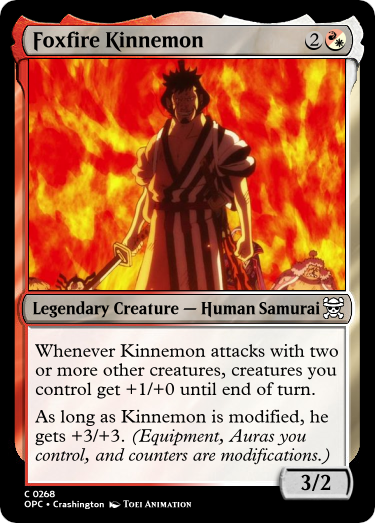 Foxfire Kinnemon 2
Legendary Creature — Human Samurai
Whenever Kinnemon attacks with two
or more other creatures, creatures you
control get +1/+0 until end of turn.
As long as Kinnemon is modified, he
gets +3/+3. (Equipment, Auras you
control, and counters are modifications.)
3/2
C 0268
OPC • Crashington Toei Animation